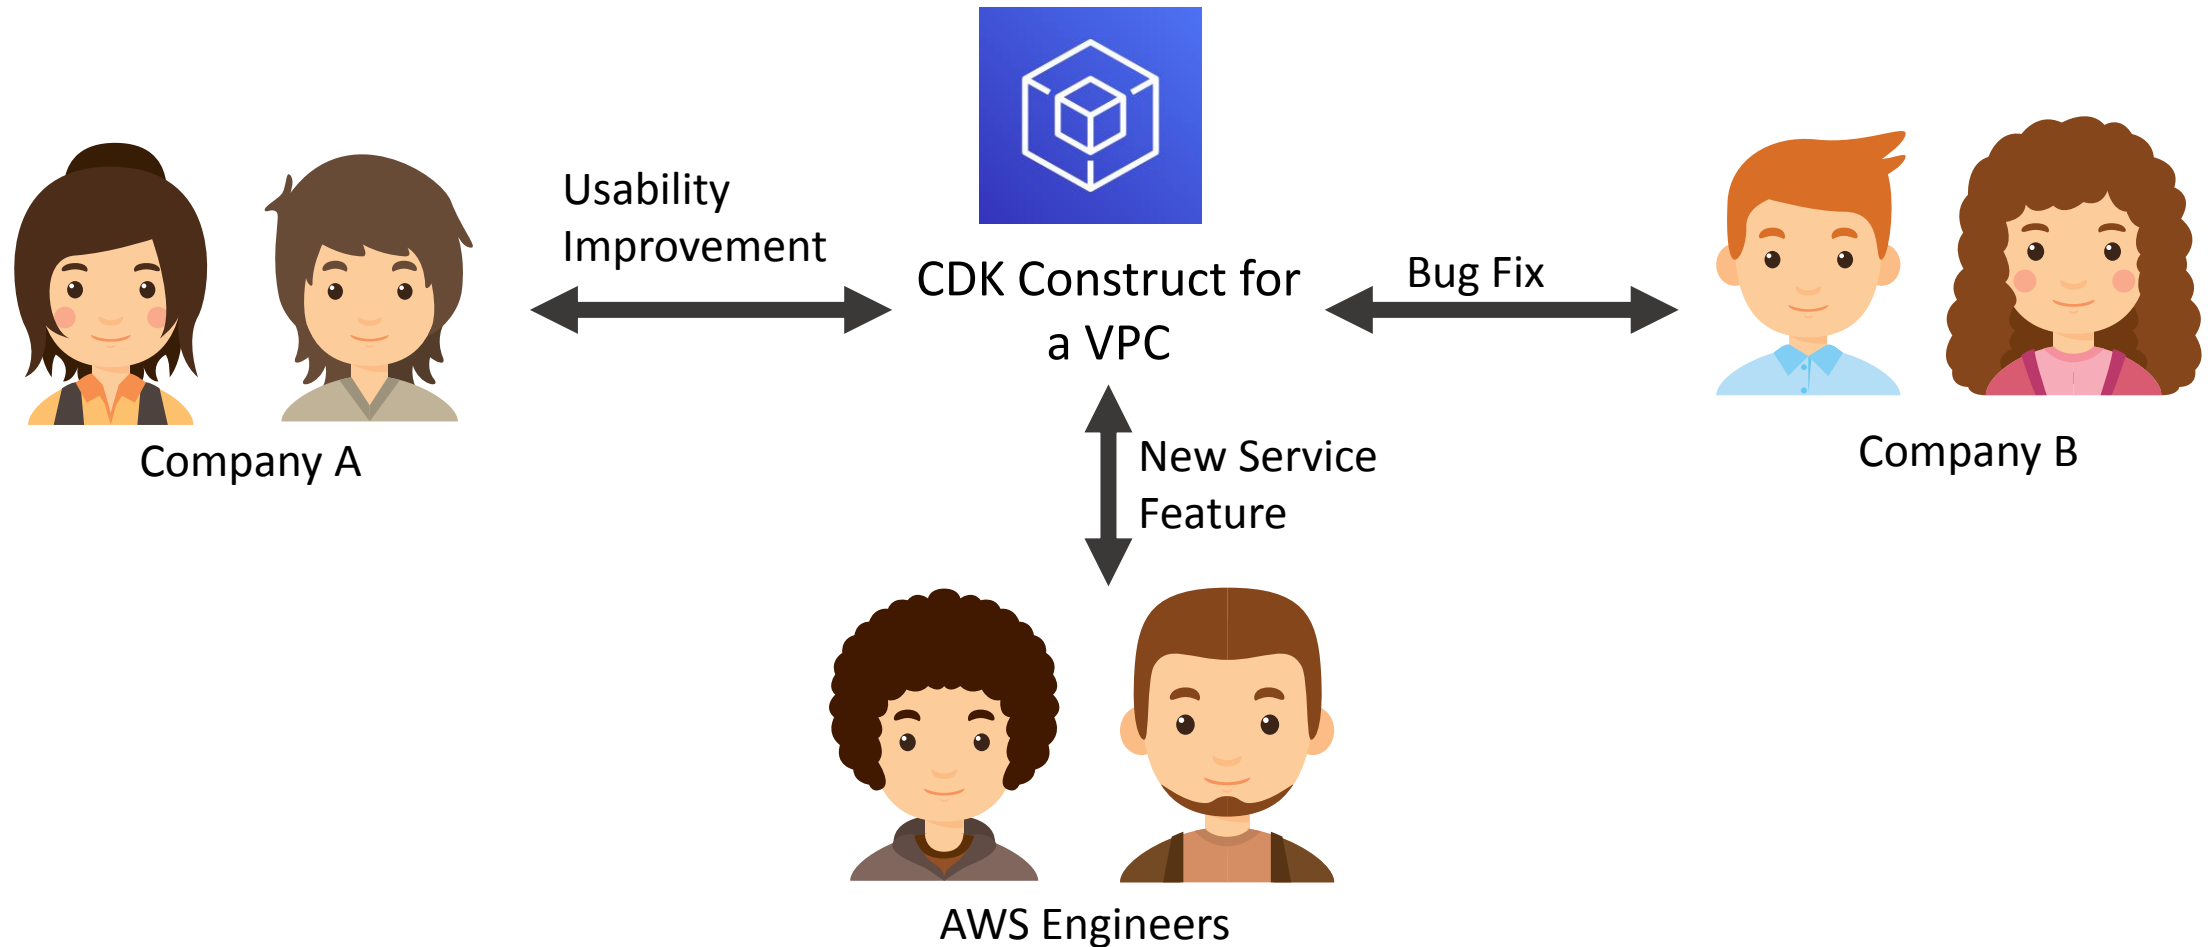 Usability
Improvement
CDK Construct for
a VPC
Bug Fix
Company A
New Service
Feature
Company B
AWS Engineers